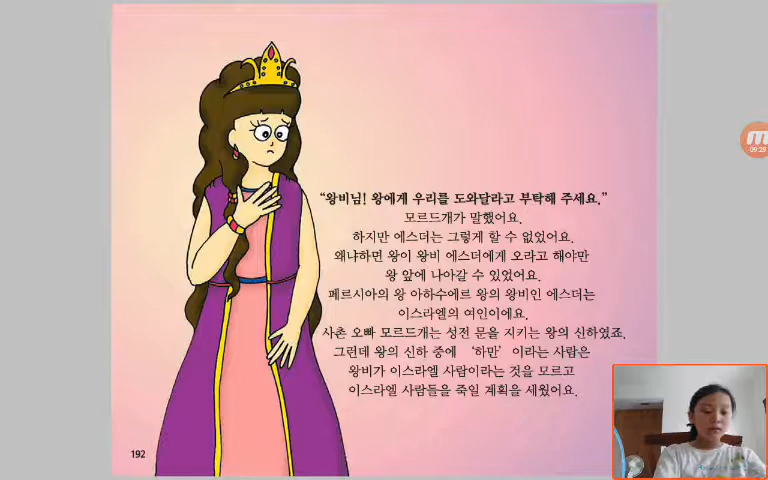 “왕비님! 왕에게 우리를 도와달라고 부탁해 주세요.”
모르드개가 말했어요.
하지만 에스더는 그렇게 할 수 없었어요.
왜냐하면 왕이 왕비 에스더에게 오라고 해야만
왕 앞에 나아갈 수 있었어요.
페르시아의 왕 아하수에르 왕의 왕비인 에스더는
이스라엘의 여인이에요.
사촌 오빠 모르드개는 성전 문을 지키는 왕의 신하였죠.
그런데 왕의 신하 중에 ‘하만’ 이라는 사람은
왕비가 이스라엘 사람이라는 것을 모르고
이스라엘 사람들을 죽일 계획을 세웠어요.
192
09:29